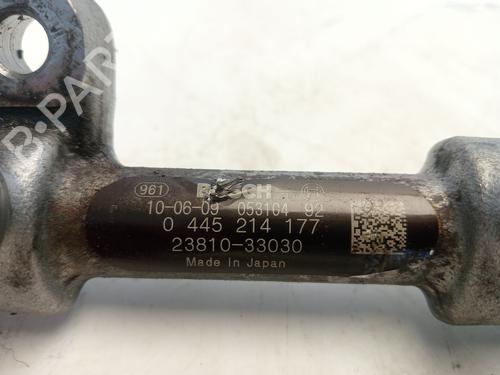 B-PARTS
(961) BOSCH
10-06-09 053104 92
0 445 214 177
23810-33030
Made in Japan